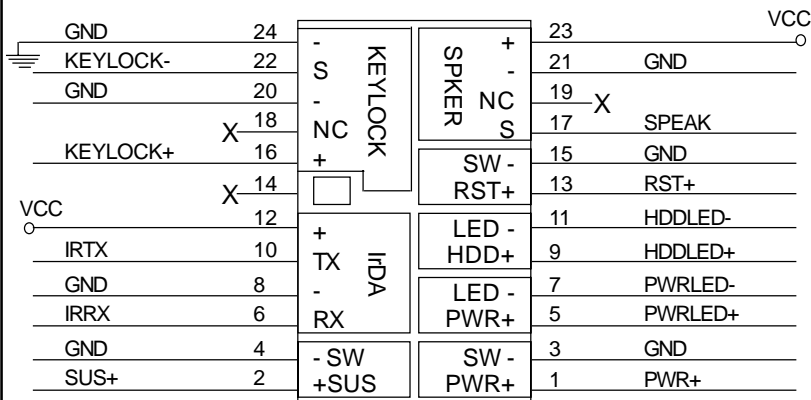 VCC
GND 24 - + 23
KEYLOCK- 22 S - 21 GND
GND 20 - NC 19 X
X 18 NC S 17 SPEAK
KEYLOCK
SPKER
KEYLOCK+ 16 + SW - 15 GND
X 14 RST+ 13 RST+
VCC
12 + LED - 11 HDDLED-
IRTX 10 TX HDD+ 9 HDDLED+
IrDA
GND 8 - LED - 7 PWRLED-
IRRX 6 RX PWR+ 5 PWRLED+
GND 4 - SW SW - 3 GND
SUS+ 2 +SUS PWR+ 1 PWR+